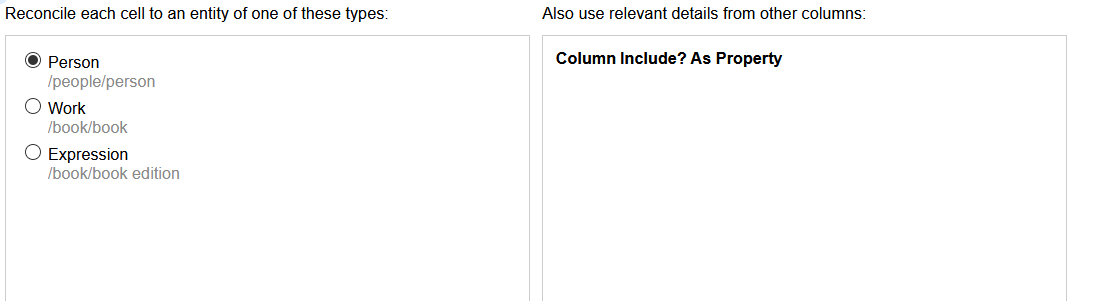 Reconcile each cell to an entity of one of these types:
Person
/people/person
Work
/book/book
Expression
/book/book edition
Also use relevant details from other columns:
Column Include? As Property